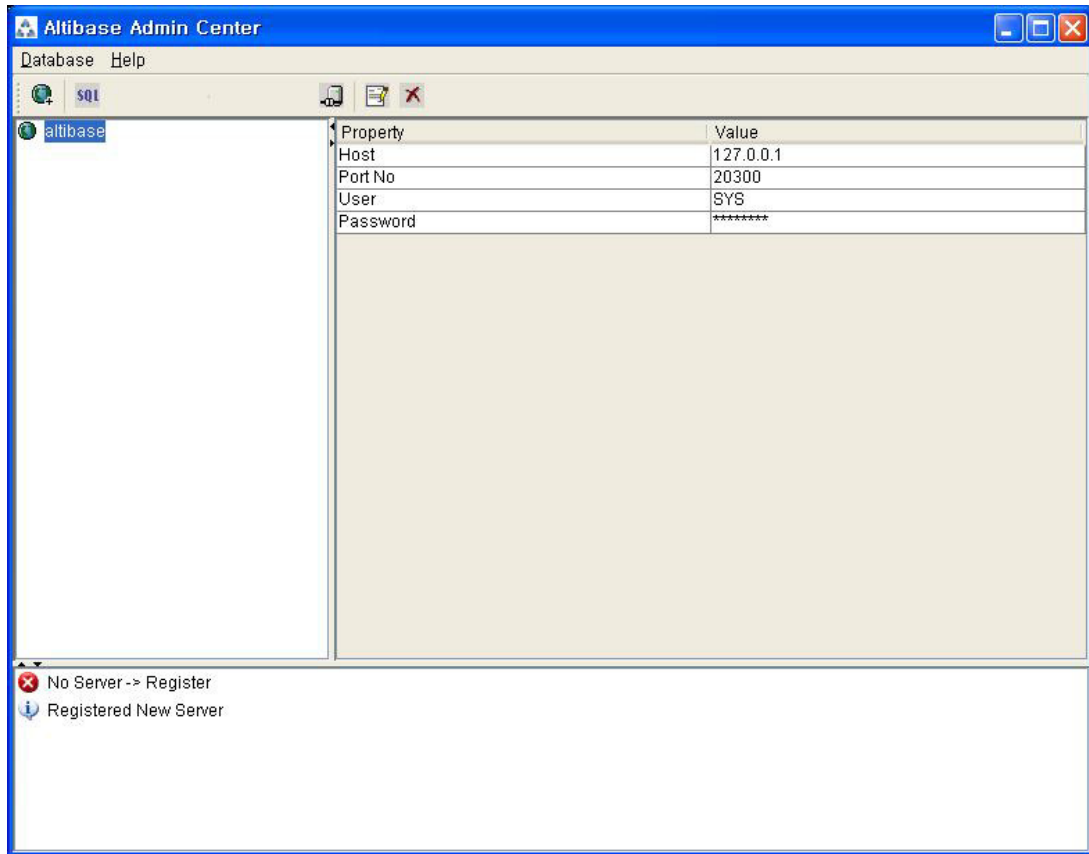 Altibase Admin Center
Database Help
SQL
altibase
Property Value
Host 127.0.0.1
Port No 20300
User SYS
Password ********
No Server -> Register
Registered New Server